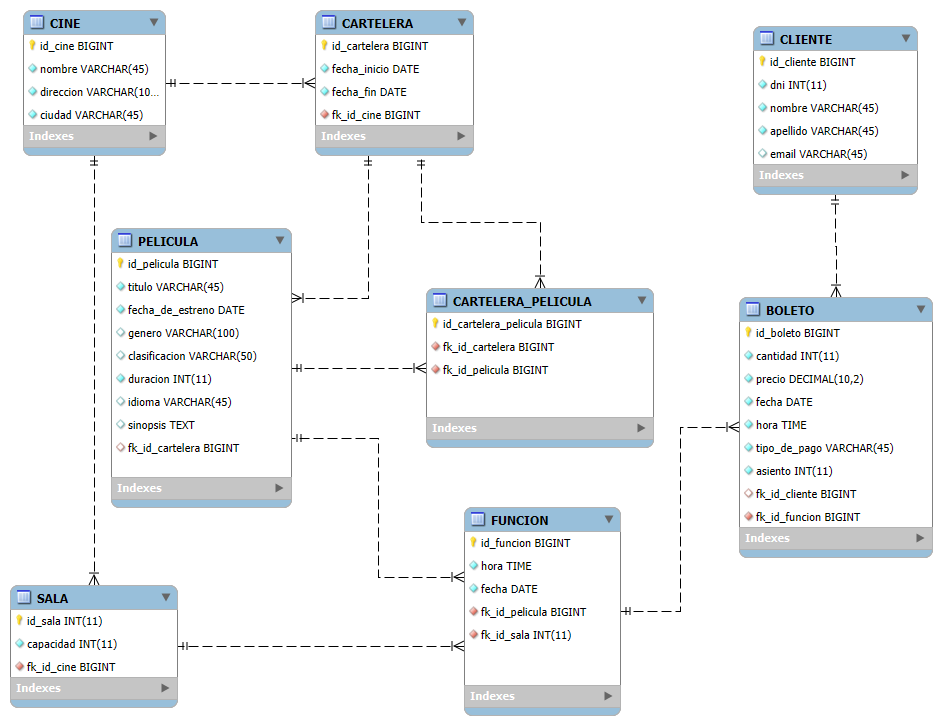 CINE
id_cine BIGINT
nombre VARCHAR(45)
direccion VARCHAR(10...
ciudad VARCHAR(45)
Indexes
CARTELERA
id_cartelera BIGINT
fecha_inicio DATE
fecha_fin DATE
fk_id_cine BIGINT
Indexes
CLIENTE
id_cliente BIGINT
dni INT(11)
nombre VARCHAR(45)
apellido VARCHAR(45)
email VARCHAR(45)
Indexes
PELICULA
id_pelicula BIGINT
titulo VARCHAR(45)
fecha_de_estreno DATE
genero VARCHAR(100)
clasificacion VARCHAR(50)
duracion INT(11)
idioma VARCHAR(45)
sinopsis TEXT
fk_id_cartelera BIGINT
Indexes
CARTELERA_PELICULA
id_cartelera_pelicula BIGINT
fk_id_cartelera BIGINT
fk_id_pelicula BIGINT
Indexes
BOLETO
id_boleto BIGINT
cantidad INT(11)
precio DECIMAL(10,2)
fecha DATE
hora TIME
tipo_de_pago VARCHAR(45)
asiento INT(11)
fk_id_cliente BIGINT
fk_id_funcion BIGINT
Indexes
SALA
id_sala INT(11)
capacidad INT(11)
fk_id_cine BIGINT
Indexes
FUNCION
id_funcion BIGINT
hora TIME
fecha DATE
fk_id_pelicula BIGINT
fk_id_sala INT(11)
Indexes